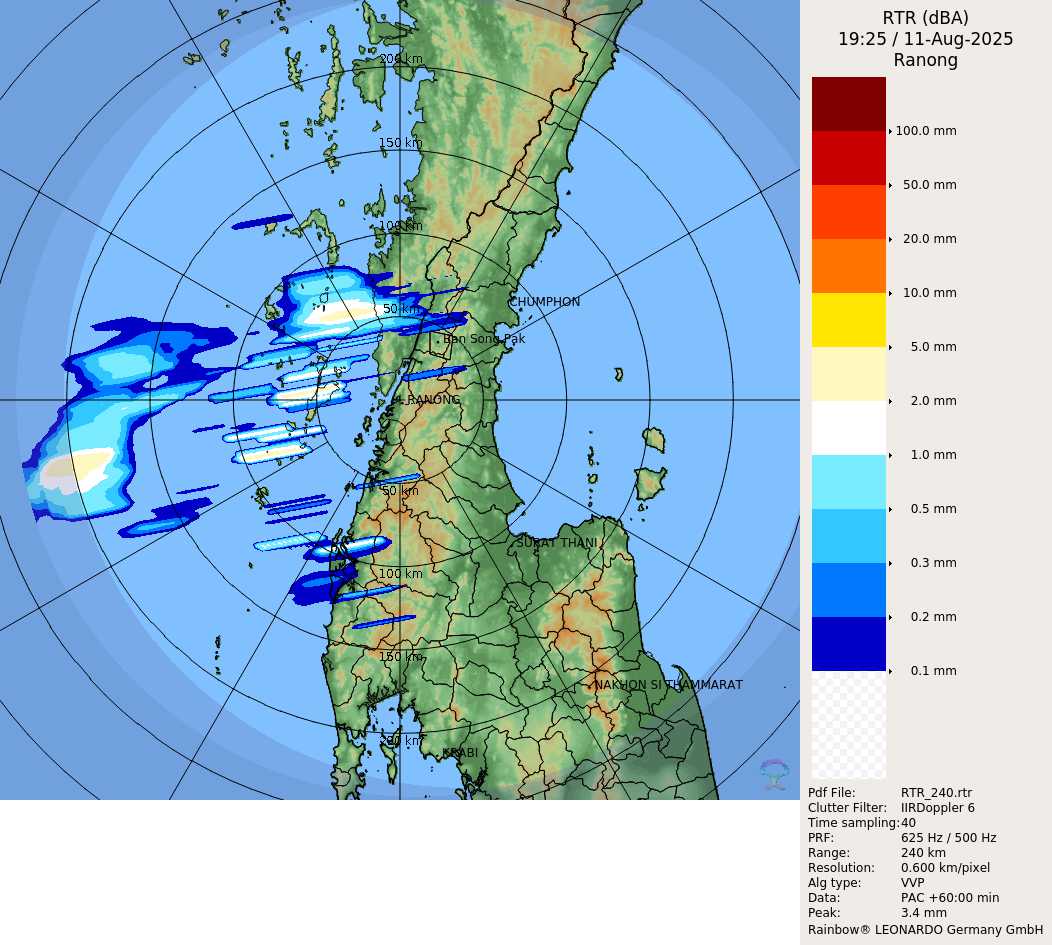 RTR (dBA)
19:25 / 11-Aug-2025
Ranong
100.0 mm
50.0 mm
20.0 mm
10.0 mm
5.0 mm
2.0 mm
1.0 mm
0.5 mm
0.3 mm
0.2 mm
0.1 mm
200 km
150 km
100 km
CHUMPHON
50 km
Ban Song Pak
RANONG
50 km
SURAT THANI
100 km
150 km
NAKHON SI THAMMARAT
200 km
KRABI
Pdf File: RTR_240.rtr
Clutter Filter: IIRDoppler 6
Time sampling:40
PRF: 625 Hz / 500 Hz
Range: 240 km
Resolution: 0.600 km/pixel
Alg type: VVP
Data: PAC +60:00 min
Peak: 3.4 mm
Rainbow® LEONARDO Germany GmbH